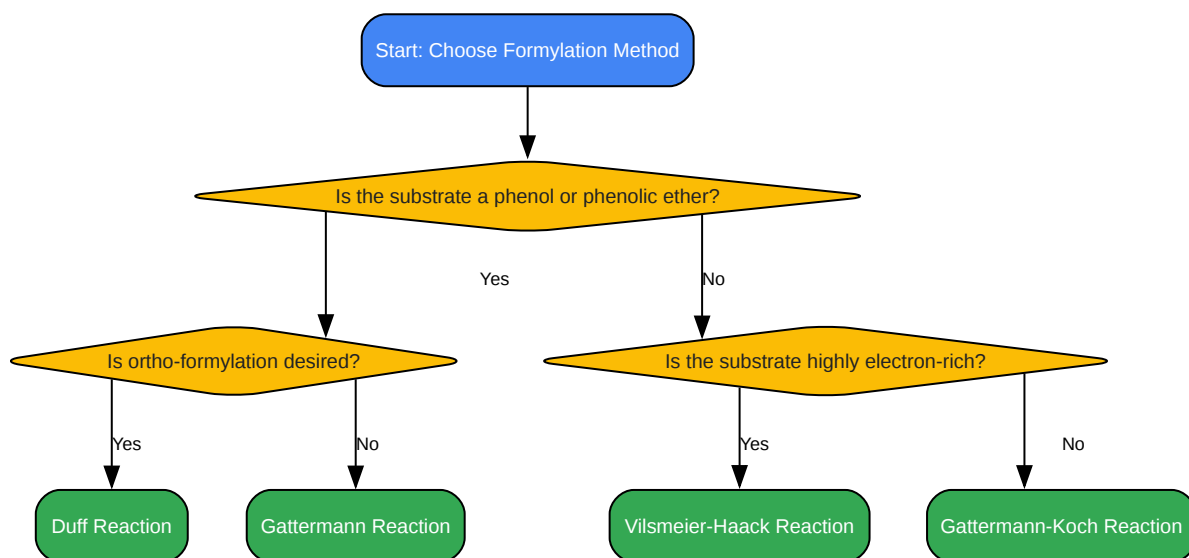 Start: Choose Formylation Method
Is the substrate a phenol or phenolic ether?
Yes
No
Is ortho-formylation desired?
Is the substrate highly electron-rich?
Yes
No
Yes
No
Duff Reaction
Gattermann Reaction
Vilsmeier-Haack Reaction
Gattermann-Koch Reaction